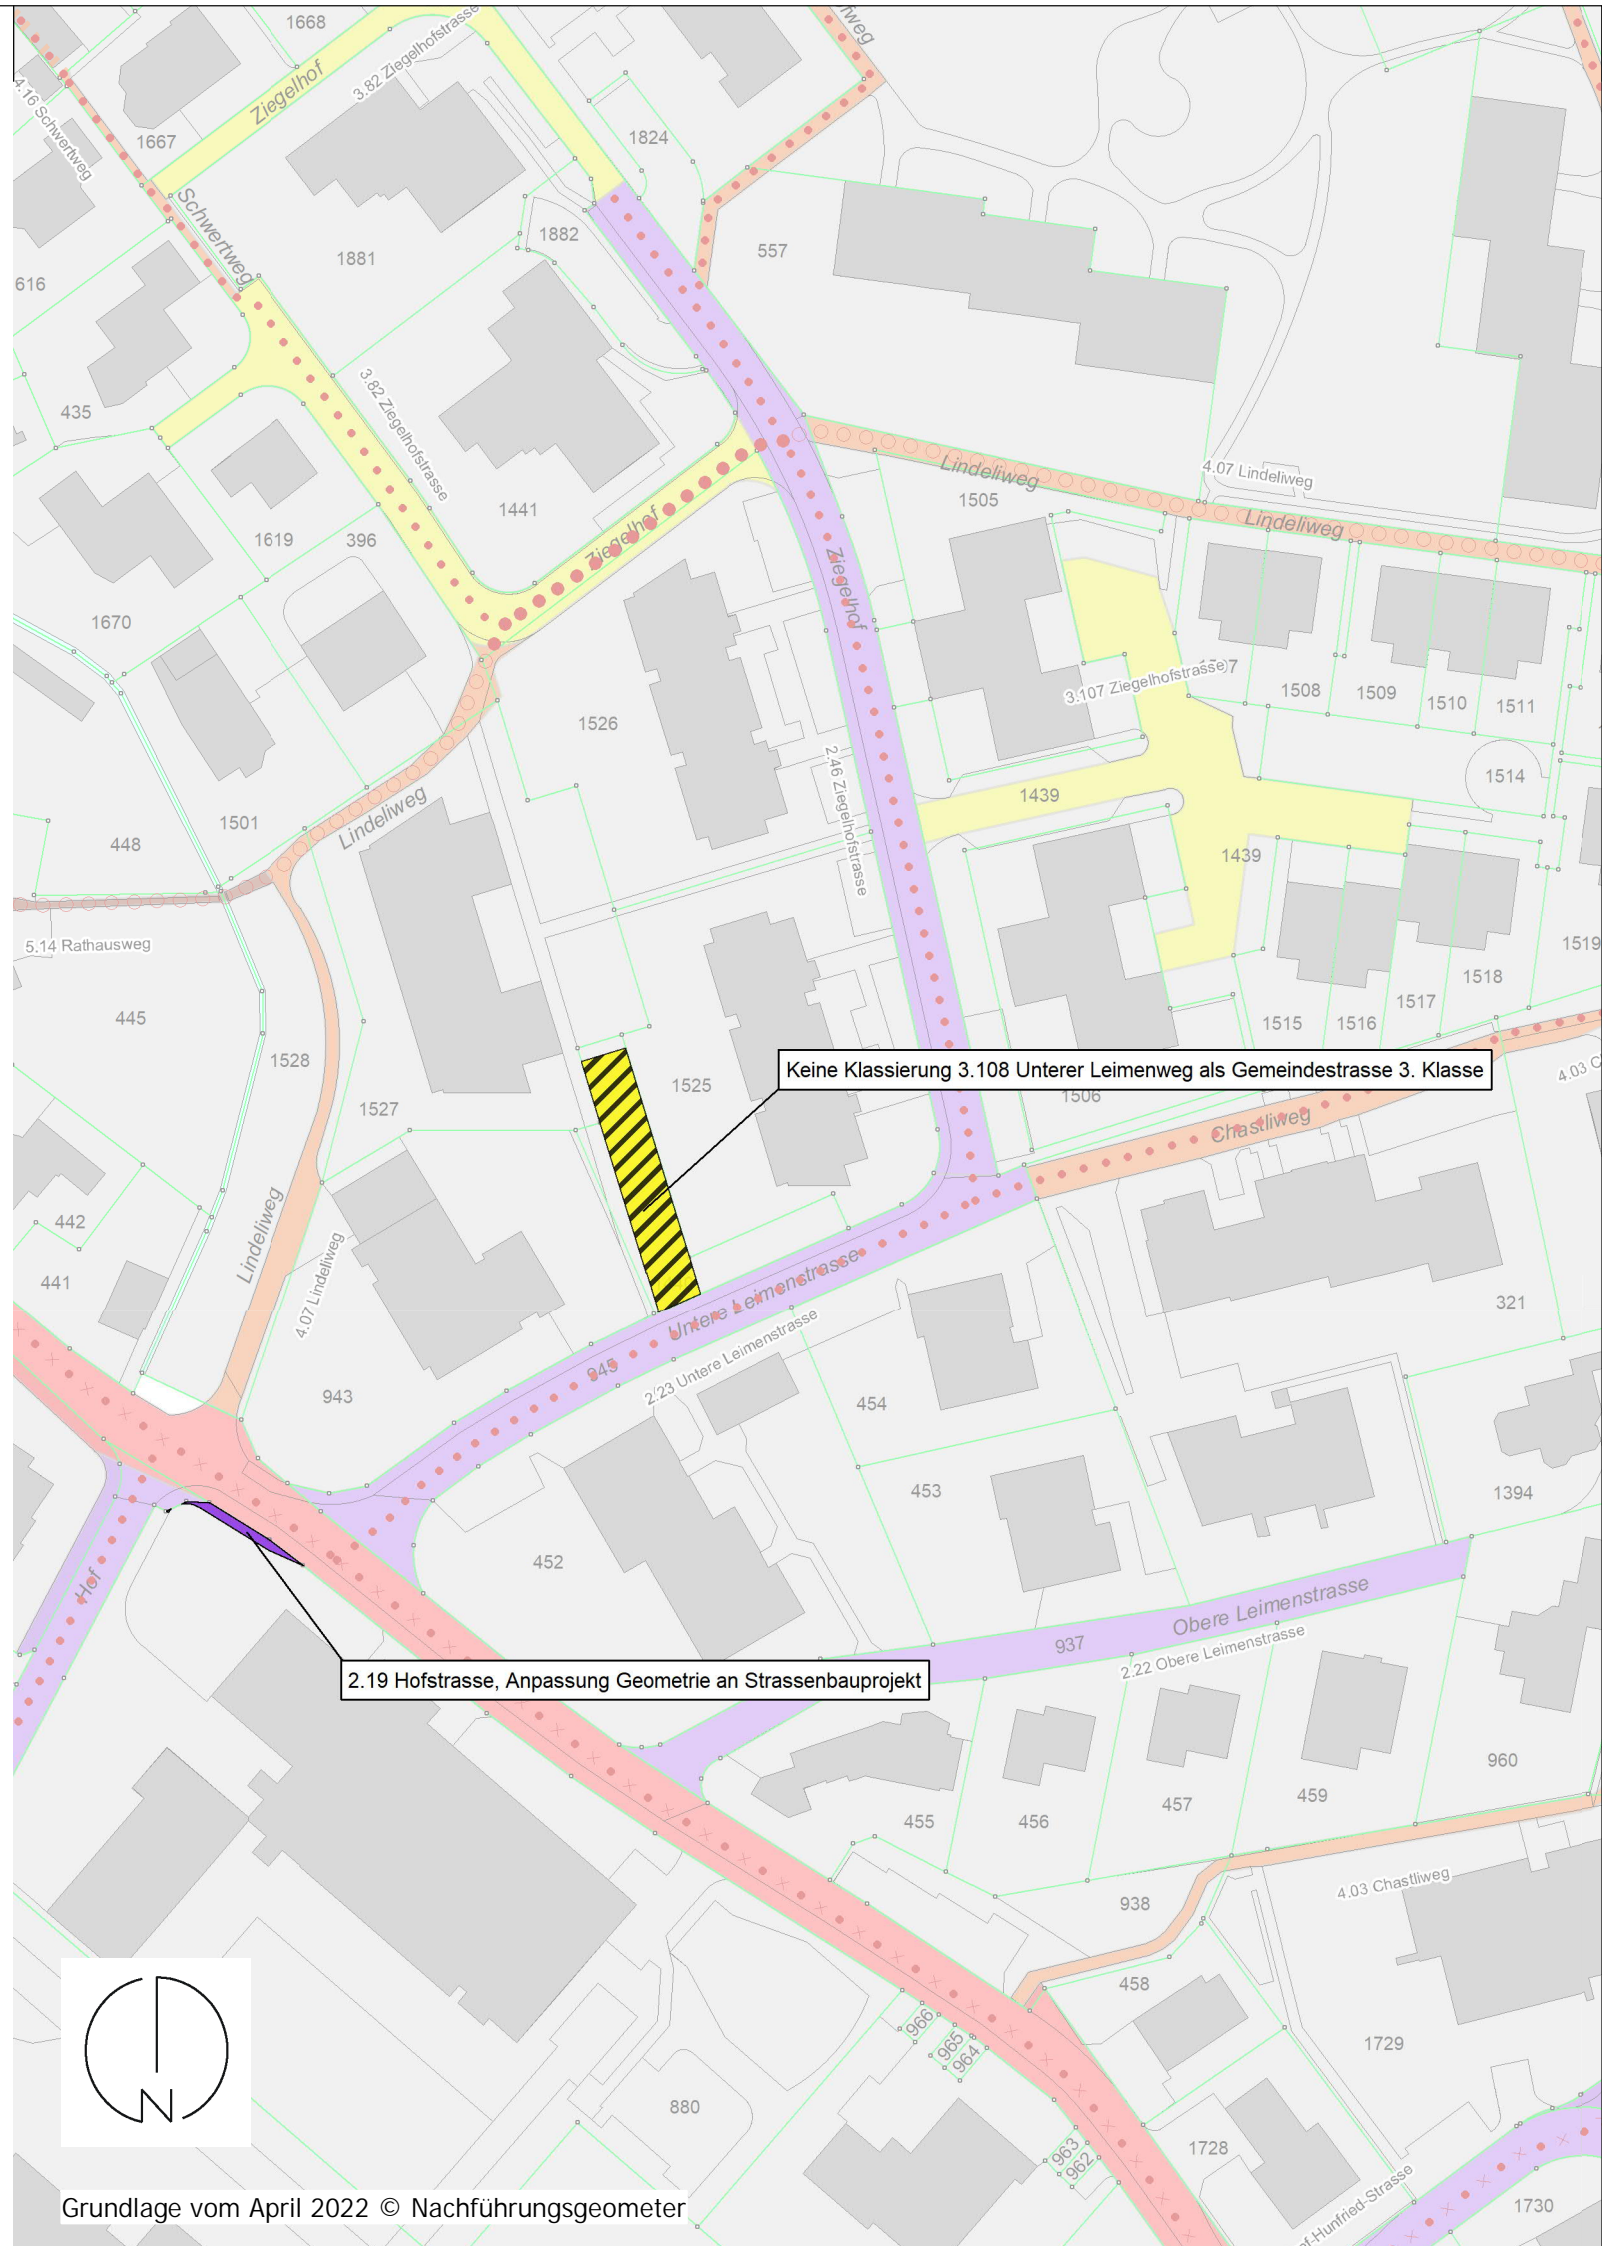 1668
rweg
3.82 Ziegelhofstrasse
Ziegelhof
4.16 Schwertweg
1667
1824
Schwertweg
1882
557
1881
616
3.82 Ziegelhofstrasse
435
Lindeliweg
4.07 Lindeliweg
1505
1441
Ziegelhof
Lindeliweg
1619
396
Ziegelhof
1670
3.107 Ziegelhofstrasse
1508
1509
1510
1511
1526
2.46 Ziegelhofstrasse
1514
1439
Lindeliweg
1501
448
1439
5.14 Rathausweg
1519
1518
1517
445
1515
1516
1528
Keine Klassierung 3.108 Unterer Leimenweg als Gemeindestrasse 3. Klasse
4.03 C
1525
1506
1527
Chastliweg
442
Lindeliweg
441
4.07 Lindeliweg
Untere Leimenstrasse
321
2.23 Untere Leimenstrasse
945
943
454
453
1394
452
Hof
Obere Leimenstrasse
937
2.22 Obere Leimenstrasse
2.19 Hofstrasse, Anpassung Geometrie an Strassenbauprojekt
960
459
457
456
455
4.03 Chastliweg
938
458
966
965
964
1729
N
880
963
962
1728
of-Hunfried-Strasse
Grundlage vom April 2022 © Nachführungsgeometer
1730